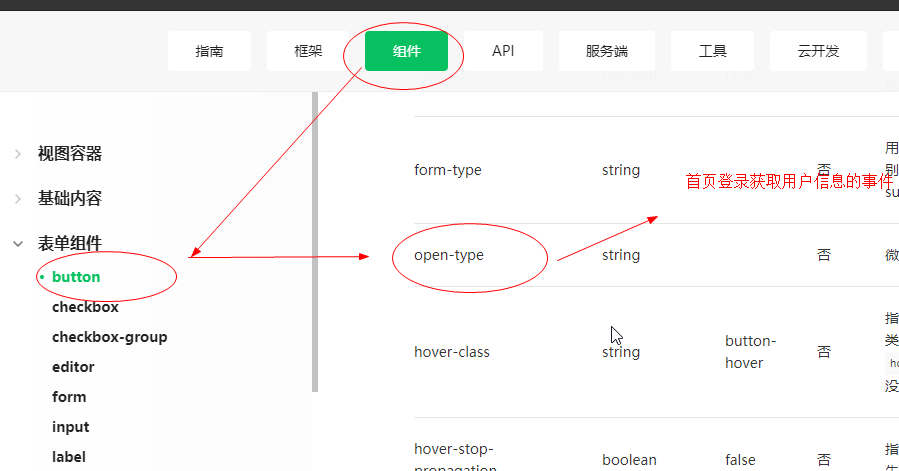 指南 框架 组件 API 服务端 工具 云开发
视图容器
基础内容
表单组件
button
checkbox
checkbox-group
editor
form
input
label
用
form-type string 否 别
su
首页登录获取用户信息的事件
open-type string 否 微
指
类
hover-class string button-hover 否
ho
没
hover-stop-propagation boolean false 否 指